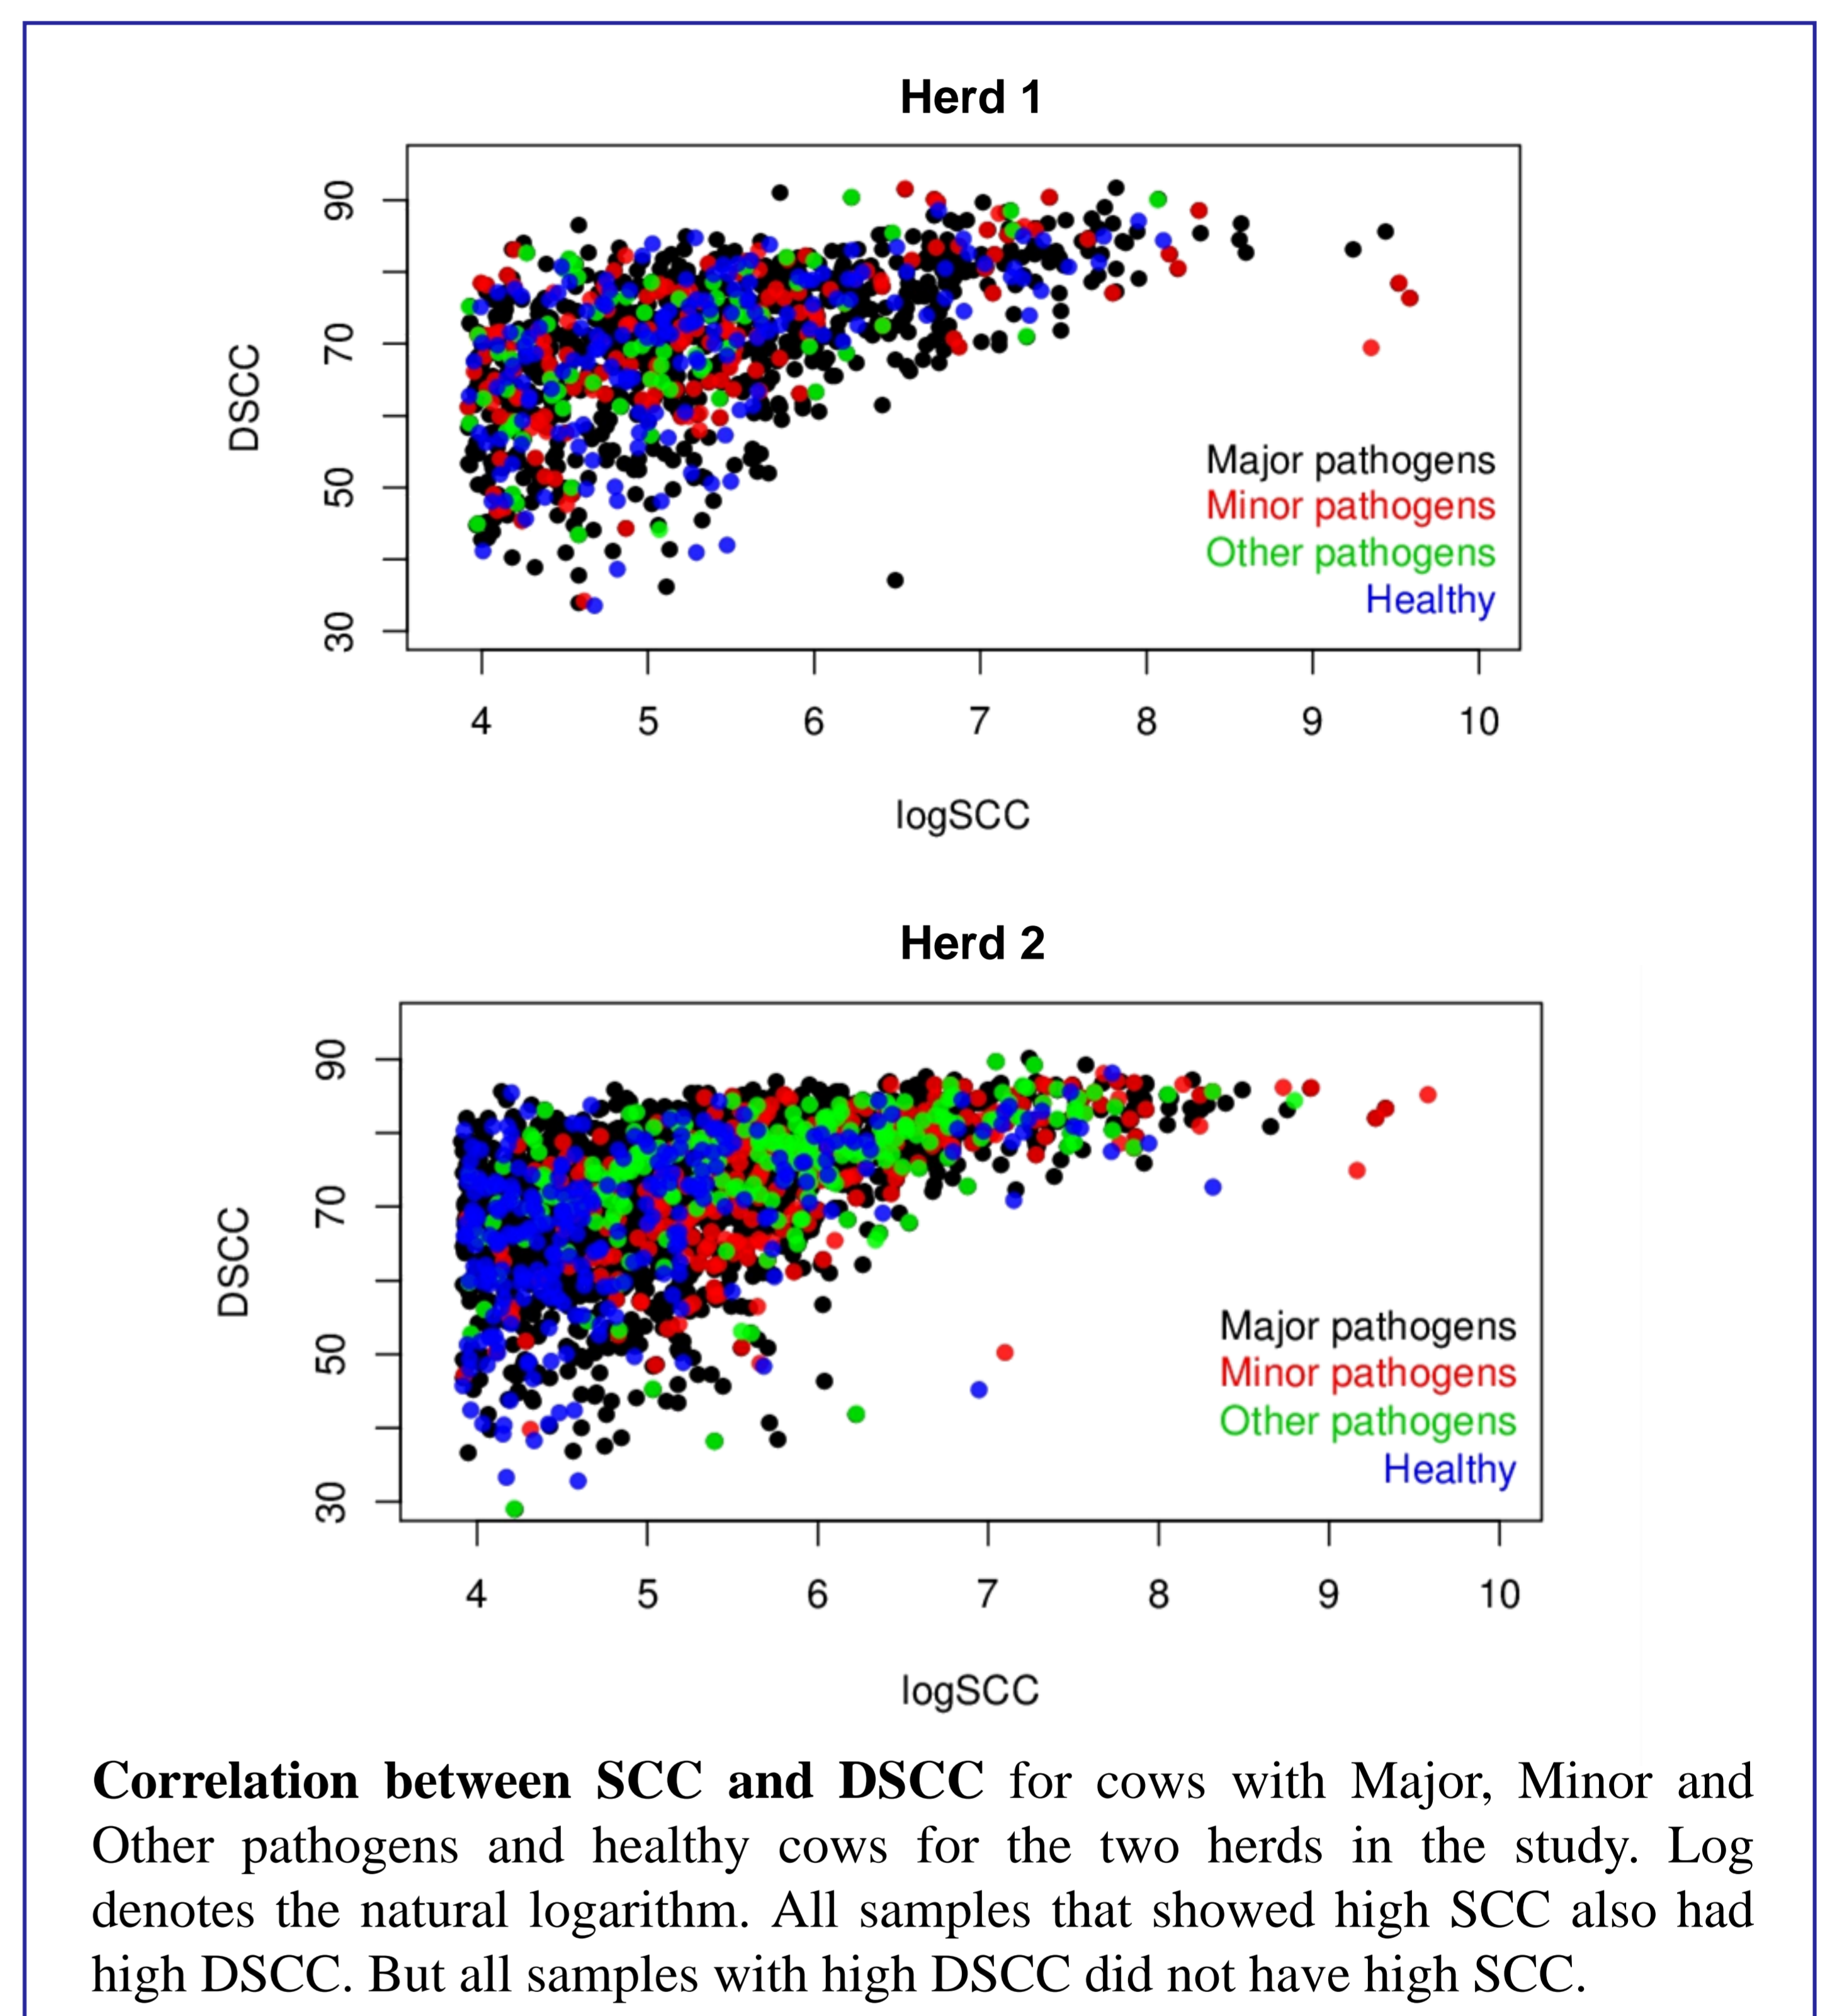 Herd 1
90
70
50
30
DSCC
Major pathogens
Minor pathogens
Other pathogens
Healthy
4 5 6 7 8 9 10
logSCC
Herd 2
90
70
50
30
DSCC
Major pathogens
Minor pathogens
Other pathogens
Healthy
4 5 6 7 8 9 10
logSCC
Correlation between SCC and DSCC for cows with Major, Minor and
Other pathogens and healthy cows for the two herds in the study. Log
denotes the natural logarithm. All samples that showed high SCC also had
high DSCC. But all samples with high DSCC did not have high SCC.